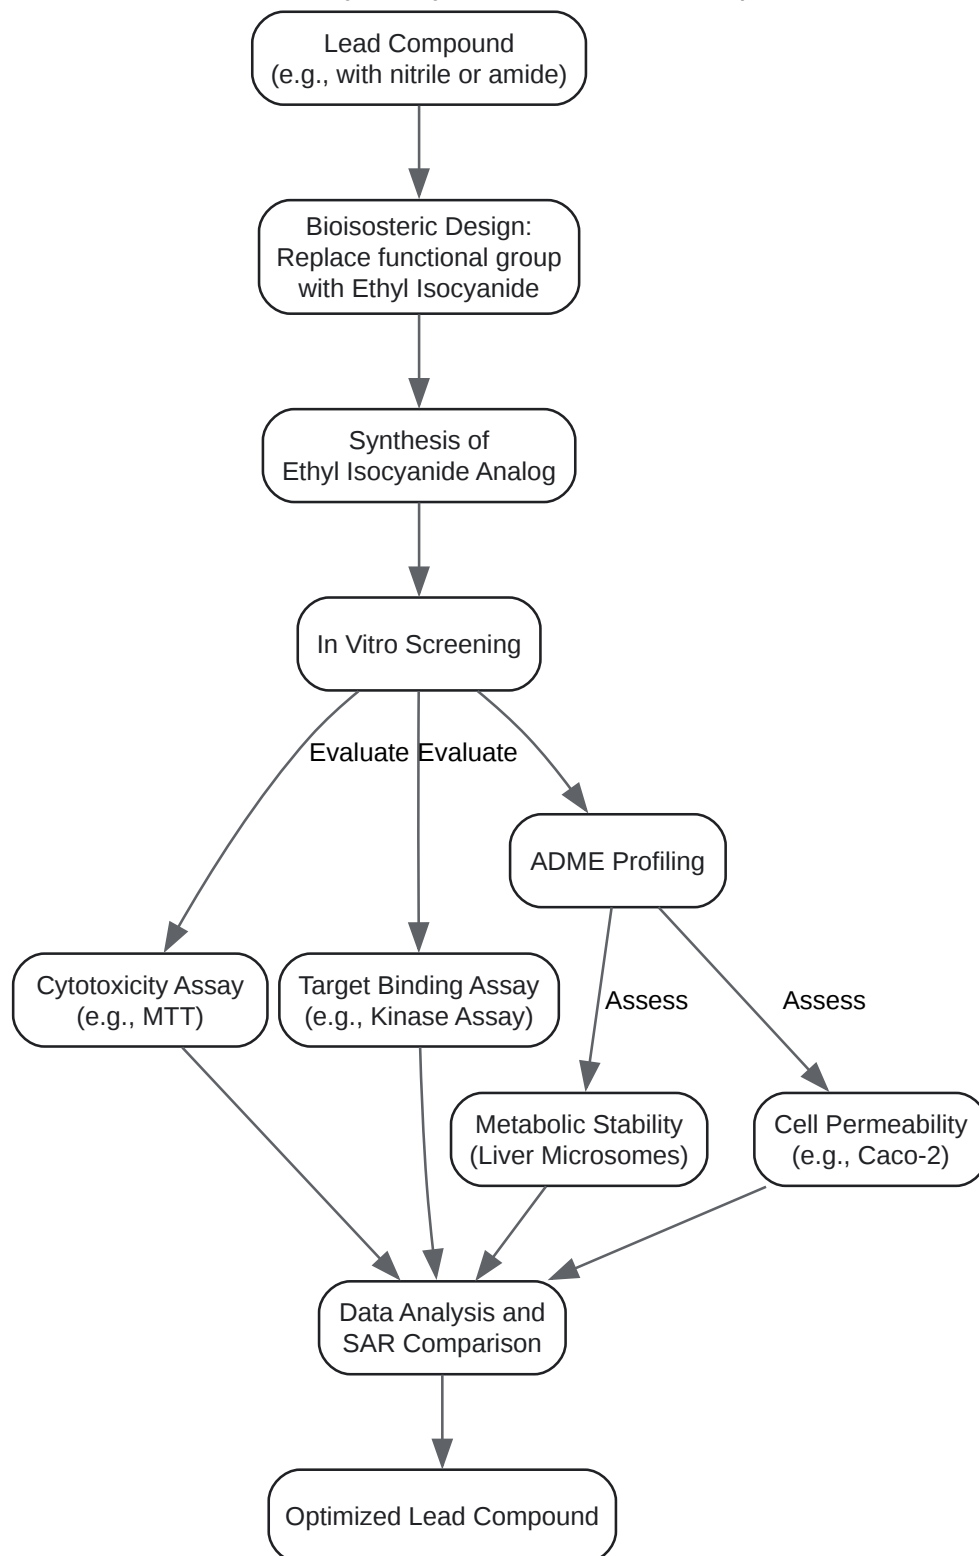 Lead Compound
(e.g., with nitrile or amide)
Bioisosteric Design:
Replace functional group
with Ethyl Isocyanide
Synthesis of
Ethyl Isocyanide Analog
In Vitro Screening
Evaluate Evaluate
ADME Profiling
Cytotoxicity Assay
(e.g., MTT)
Target Binding Assay
(e.g., Kinase Assay)
Assess
Assess
Metabolic Stability
(Liver Microsomes)
Cell Permeability
(e.g., Caco-2)
Data Analysis and
SAR Comparison
Optimized Lead Compound